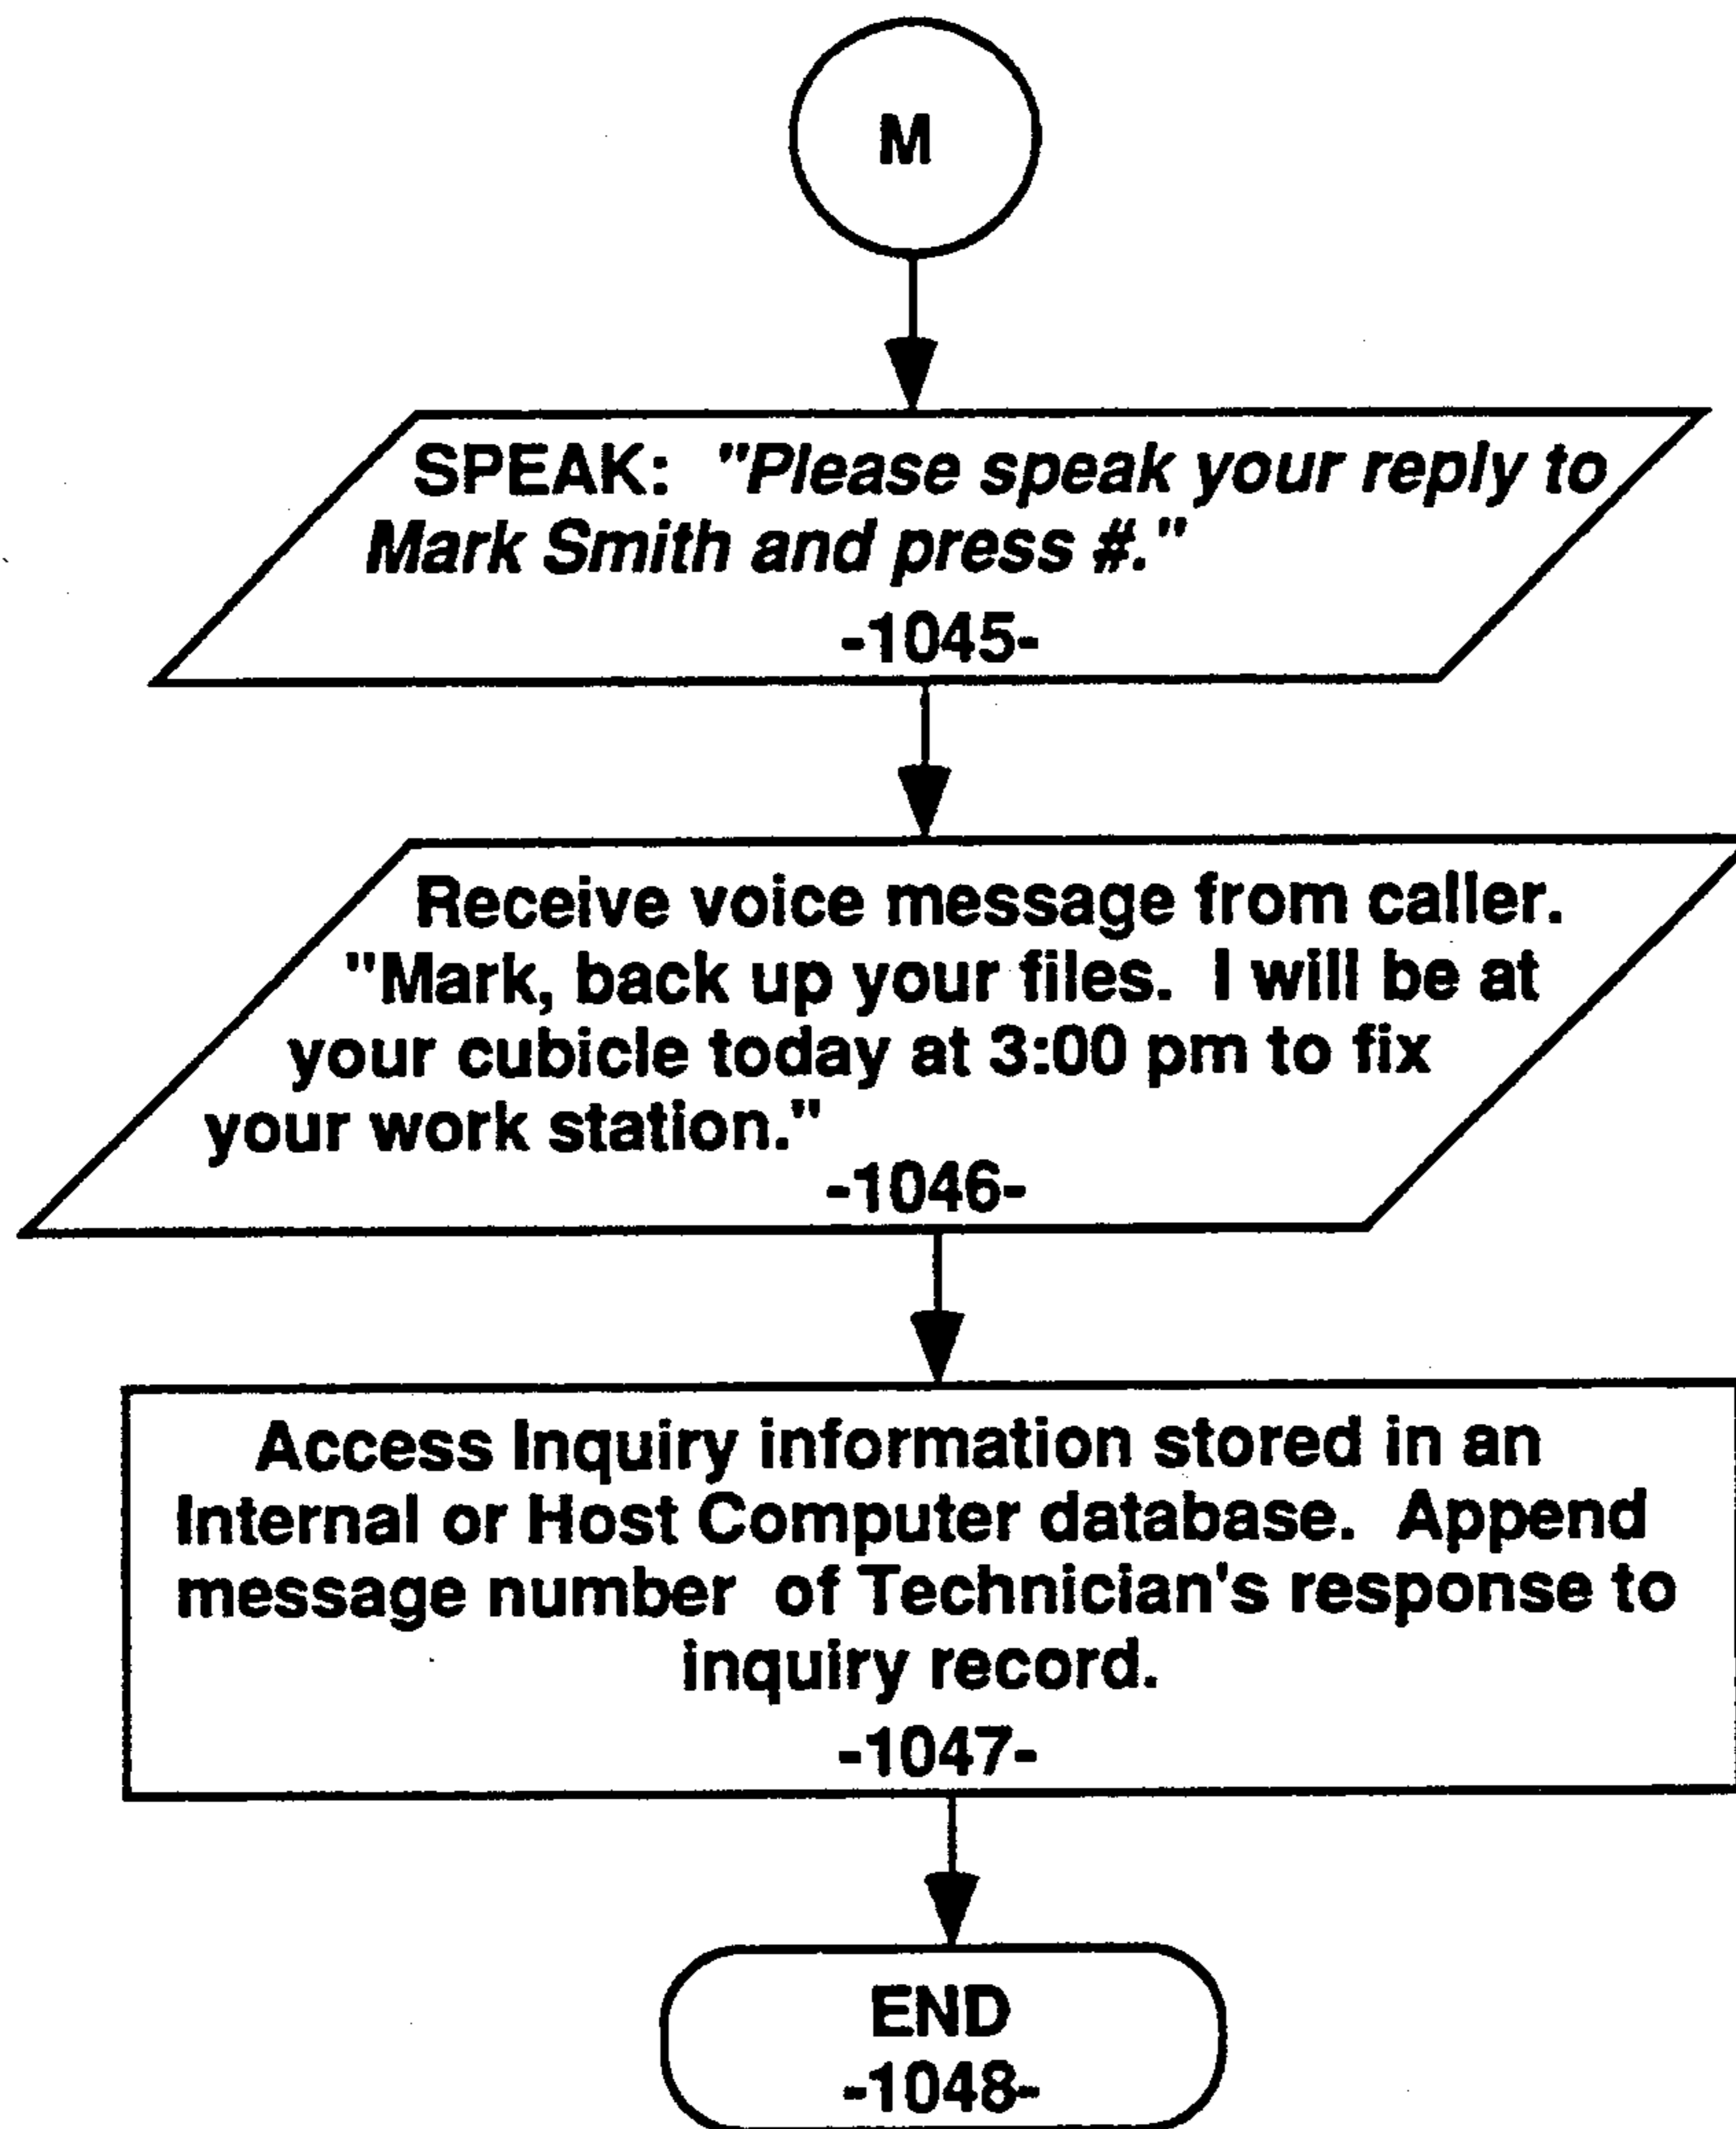 M
SPEAK: "Please speak your reply to
Mark Smith and press #."
-1045-
Receive voice message from caller.
"Mark, back up your files. I will be at
your cubicle today at 3:00 pm to fix
your work station."
-1046-
Access Inquiry information stored in an
Internal or Host Computer database. Append
message number of Technician's response to
inquiry record.
-1047-
END
-1048-